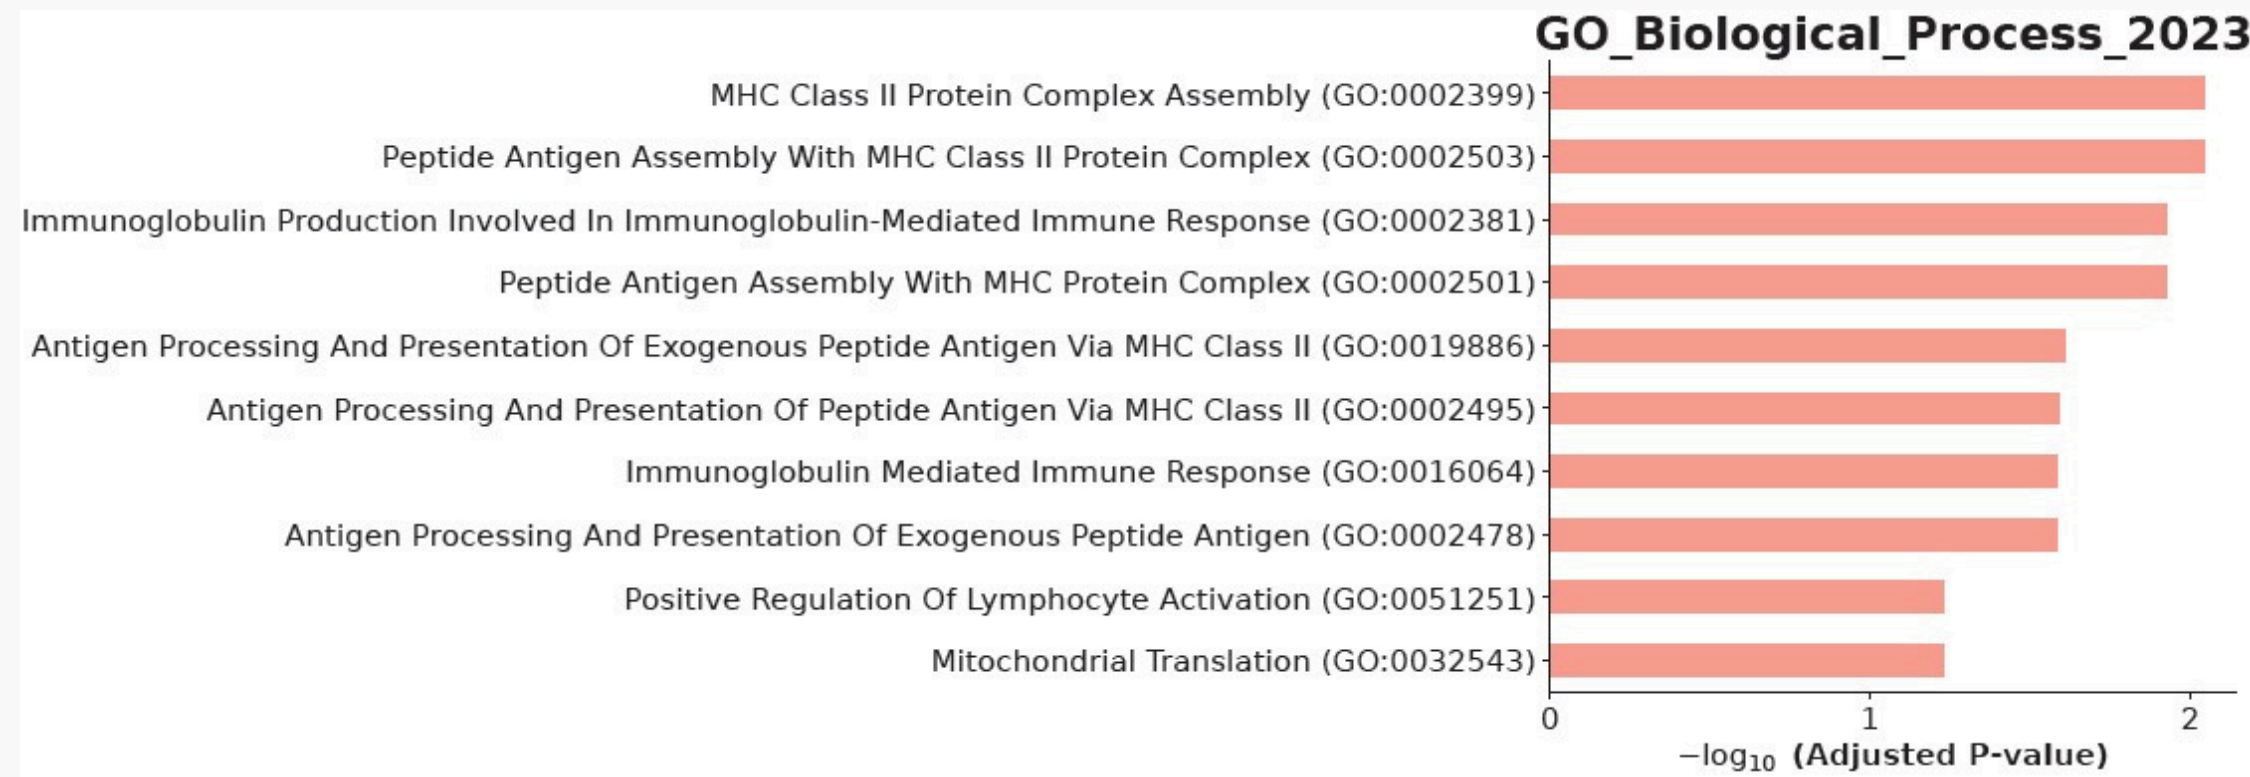 GO_Biological_Process_2023
MHC Class II Protein Complex Assembly (GO:0002399)
Peptide Antigen Assembly With MHC Class II Protein Complex (GO:0002503)
Immunoglobulin Production Involved In Immunoglobulin-Mediated Immune Response (GO:0002381)
Peptide Antigen Assembly With MHC Protein Complex (GO:0002501)
Antigen Processing And Presentation Of Exogenous Peptide Antigen Via MHC Class II (GO:0019886)
Antigen Processing And Presentation Of Peptide Antigen Via MHC Class II (GO:0002495)
Immunoglobulin Mediated Immune Response (GO:0016064)
Antigen Processing And Presentation Of Exogenous Peptide Antigen (GO:0002478)
Positive Regulation Of Lymphocyte Activation (GO:0051251)
Mitochondrial Translation (GO:0032543)
0 1 2
−log₁₀ (Adjusted P-value)